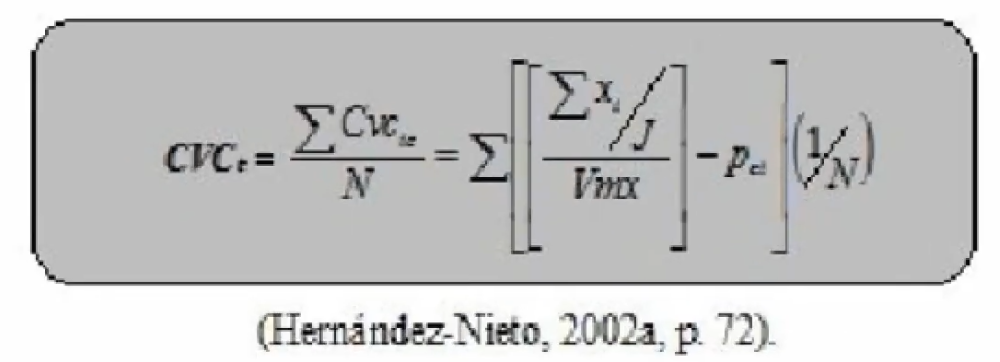 CVCₜ = ∑Cvcᵢc / N = ∑[[∑xᵢ/J / Vmx] − pₑᵢ](1/N)
(Hernández-Nieto, 2002a, p. 72).